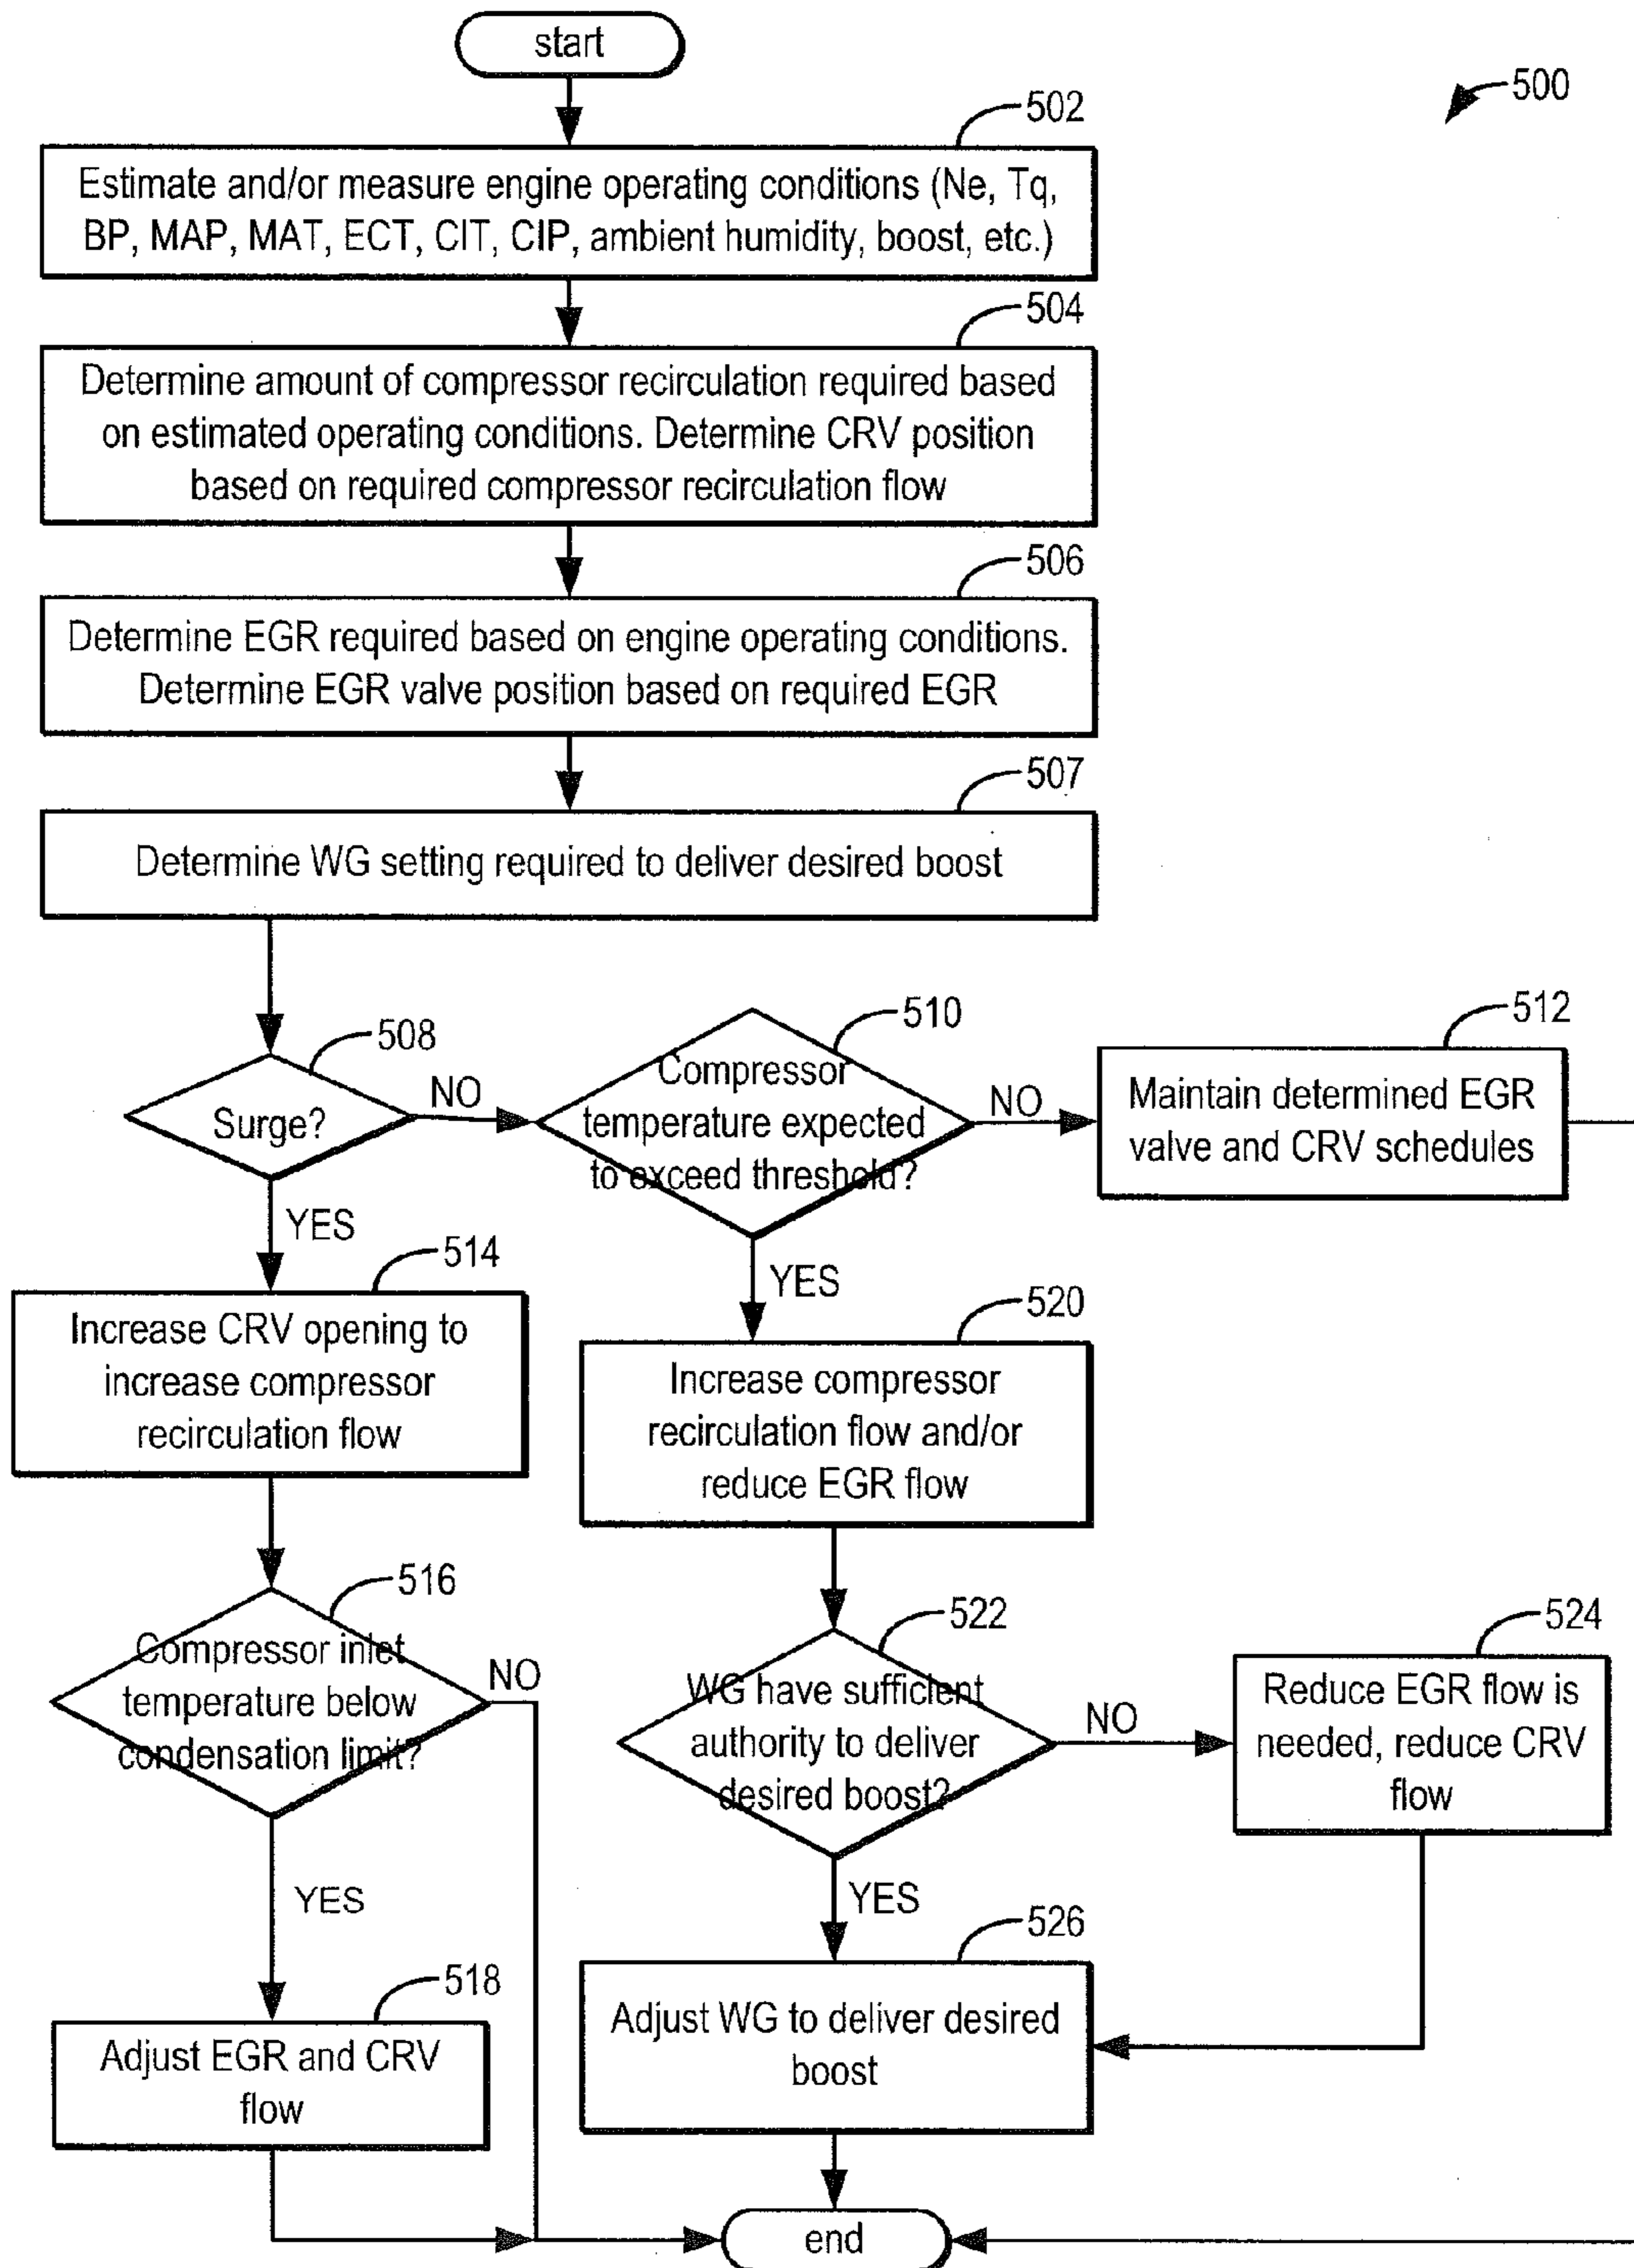 start
500
502
Estimate and/or measure engine operating conditions (Ne, Tq,
BP, MAP, MAT, ECT, CIT, CIP, ambient humidity, boost, etc.)
504
Determine amount of compressor recirculation required based
on estimated operating conditions. Determine CRV position
based on required compressor recirculation flow
506
Determine EGR required based on engine operating conditions.
Determine EGR valve position based on required EGR
507
Determine WG setting required to deliver desired boost
508
Surge?
NO
YES
510
Compressor
temperature expected
to exceed threshold?
NO
YES
512
Maintain determined EGR
valve and CRV schedules
514
Increase CRV opening to
increase compressor
recirculation flow
520
Increase compressor
recirculation flow and/or
reduce EGR flow
516
Compressor inlet
temperature below
condensation limit?
NO
YES
522
WG have sufficient
authority to deliver
desired boost?
NO
YES
524
Reduce EGR flow is
needed, reduce CRV
flow
518
Adjust EGR and CRV
flow
526
Adjust WG to deliver desired
boost
end